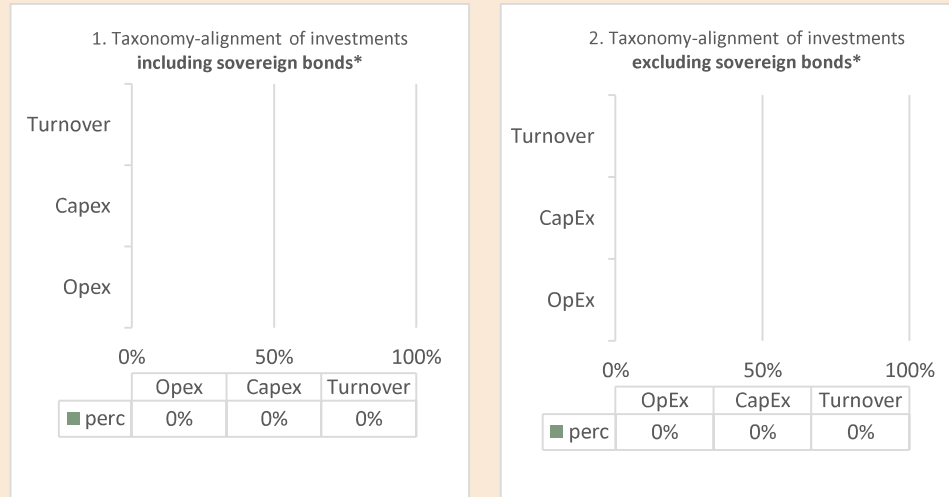 1. Taxonomy-alignment of investments
including sovereign bonds*
Turnover
Capex
Opex
0% 50% 100%
Opex Capex Turnover
perc 0% 0% 0%
2. Taxonomy-alignment of investments
excluding sovereign bonds*
Turnover
CapEx
OpEx
0% 50% 100%
OpEx CapEx Turnover
perc 0% 0% 0%